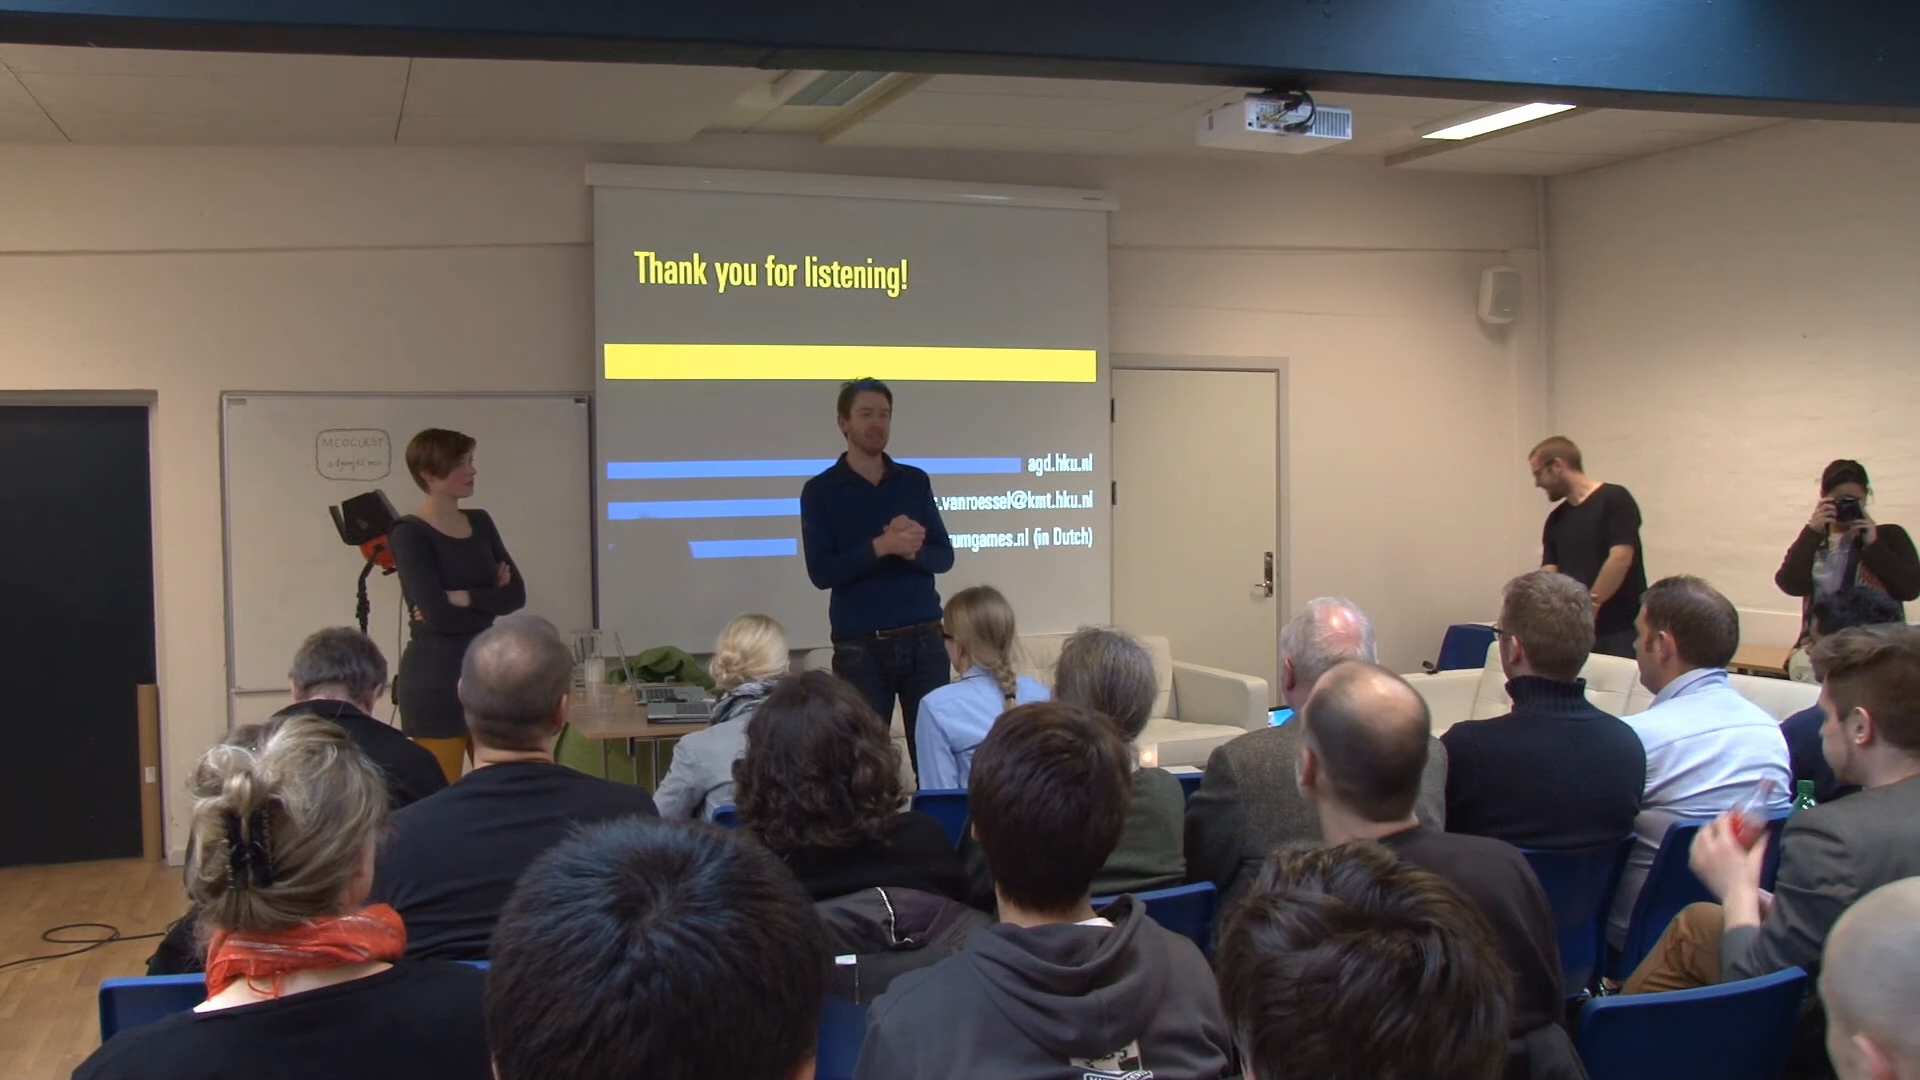 Thank you for listening!
agd.hku.nl
.vanroessel@kmt.hku.nl
rumgames.nl (in Dutch)